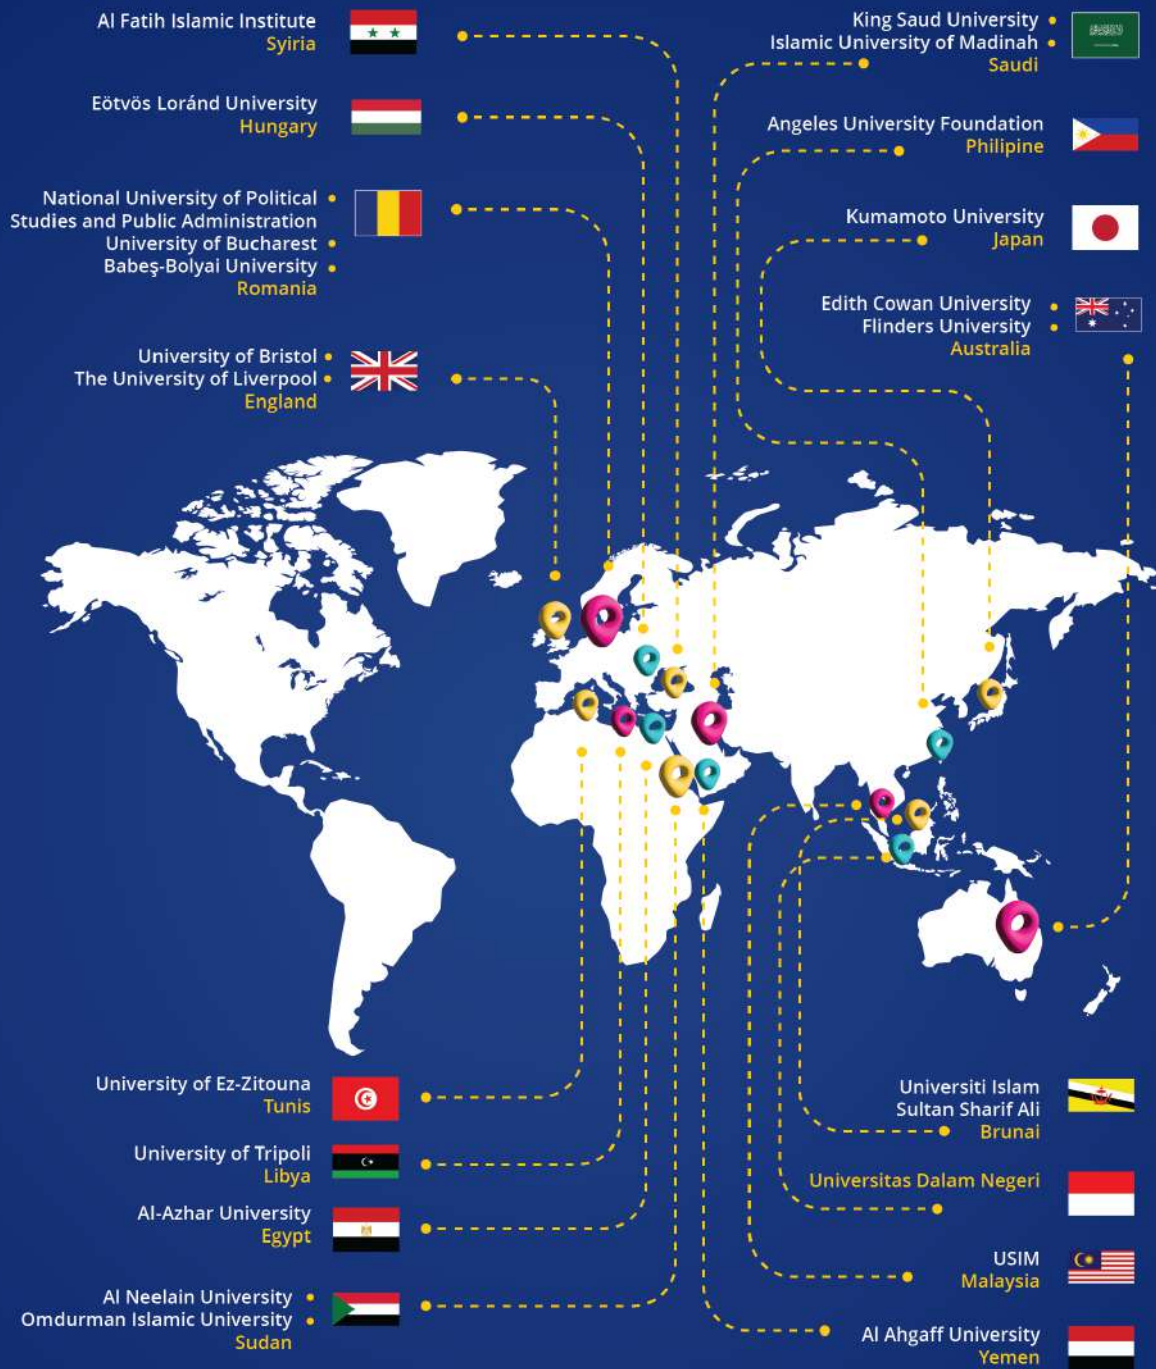 Al Fatih Islamic Institute
Syiria
Eötvös Loránd University
Hungary
National University of Political
Studies and Public Administration
University of Bucharest
Babeş-Bolyai University
Romania
University of Bristol
The University of Liverpool
England
King Saud University
Islamic University of Madinah
Saudi
Angeles University Foundation
Philipine
Kumamoto University
Japan
Edith Cowan University
Flinders University
Australia
University of Ez-Zitouna
Tunis
University of Tripoli
Libya
Al-Azhar University
Egypt
Al Neelain University
Omdurman Islamic University
Sudan
Universiti Islam
Sultan Sharif Ali
Brunai
Universitas Dalam Negeri
USIM
Malaysia
Al Ahgaff University
Yemen